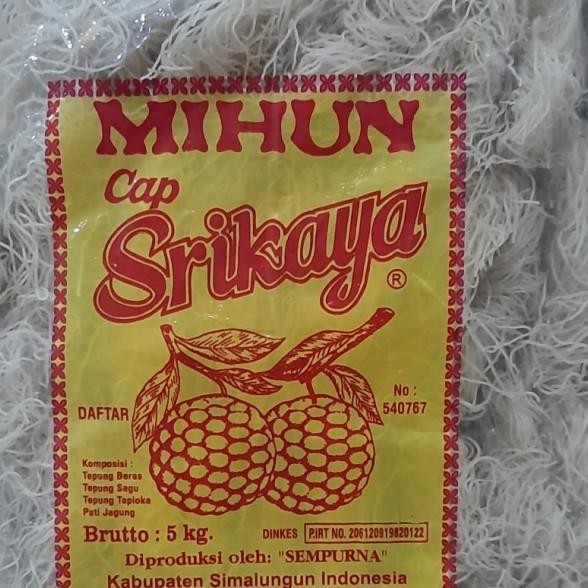 MIHUN
Cap
Srikaya
®
DAFTAR
No :
540767
Komposisi :
Tepung Beras
Tepung Sagu
Tepung Tapioka
Pati Jagung
Brutto : 5 kg.
DINKES P.IRT NO. 206120919820122
Diproduksi oleh: "SEMPURNA"
Kabupaten Simalungun Indonesia